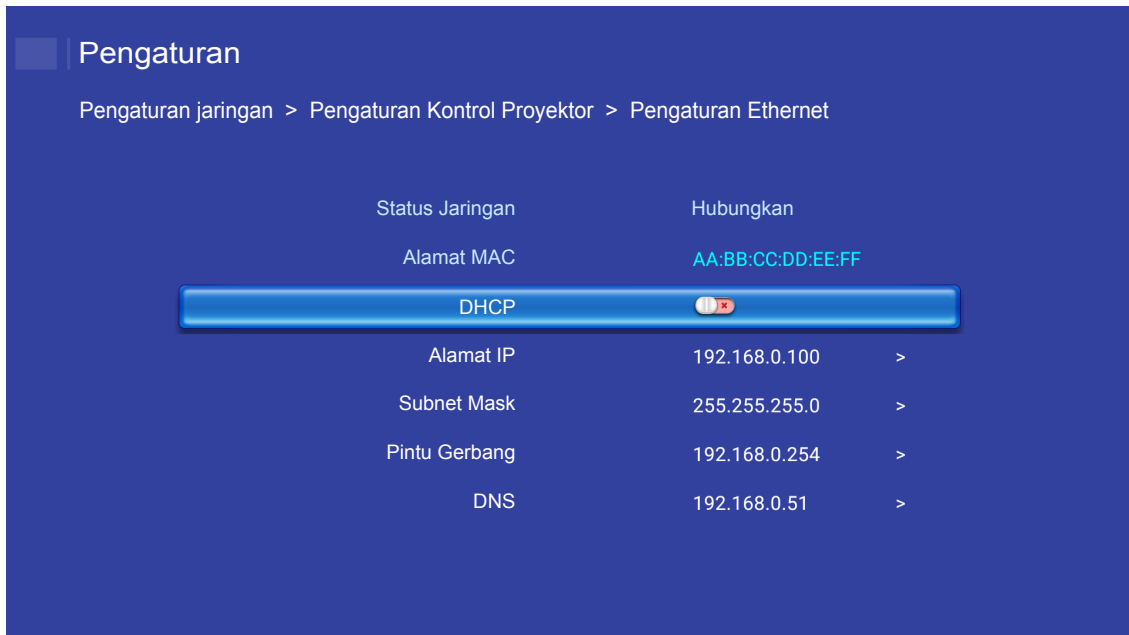 Pengaturan
Pengaturan jaringan > Pengaturan Kontrol Proyektor > Pengaturan Ethernet
Status Jaringan Hubungkan
Alamat MAC AA:BB:CC:DD:EE:FF
DHCP
Alamat IP 192.168.0.100 >
Subnet Mask 255.255.255.0 >
Pintu Gerbang 192.168.0.254 >
DNS 192.168.0.51 >